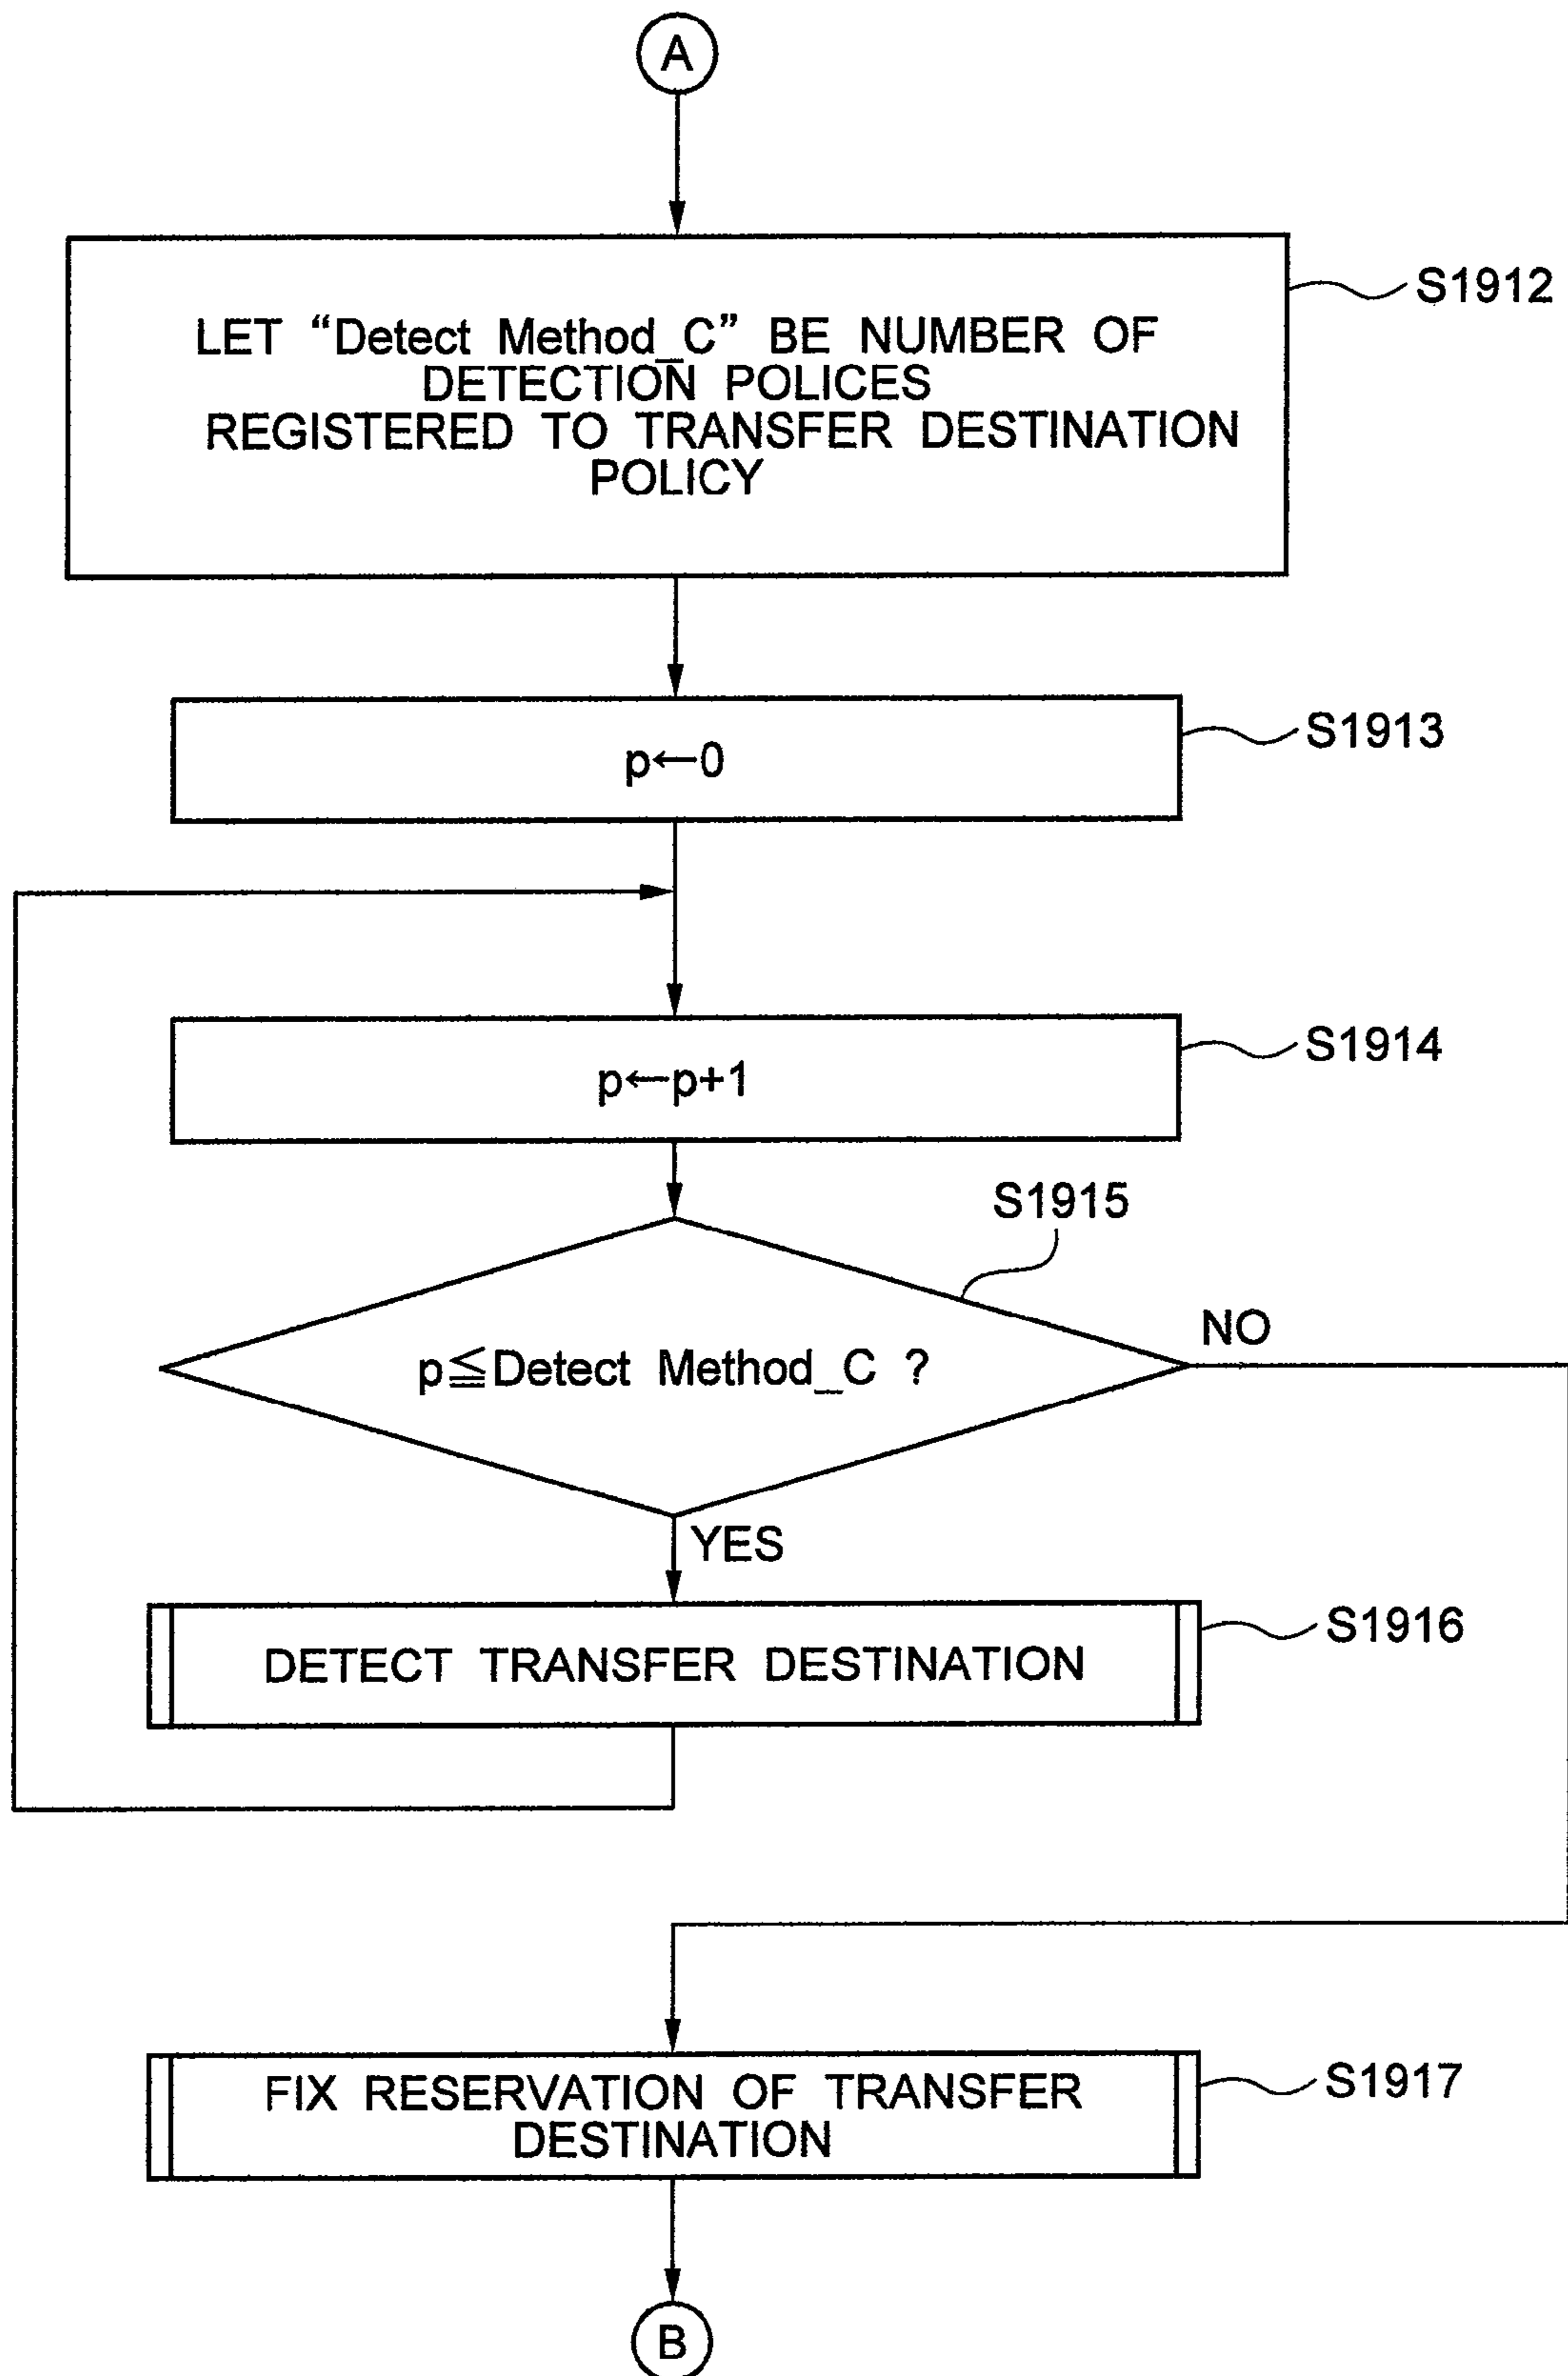 A
LET “Detect Method_C” BE NUMBER OF
DETECTION POLICES
REGISTERED TO TRANSFER DESTINATION
POLICY
S1912
p←0
S1913
p←p+1
S1914
S1915
p≦Detect Method_C ?
NO
YES
DETECT TRANSFER DESTINATION
S1916
FIX RESERVATION OF TRANSFER
DESTINATION
S1917
B